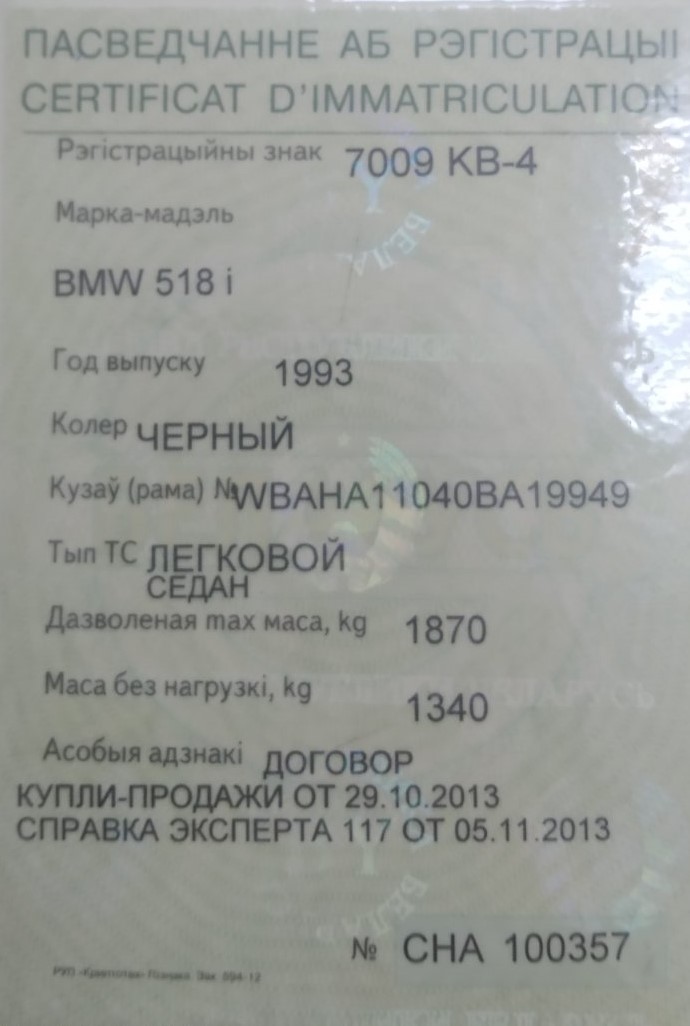 ПАСВЕДЧАННЕ АБ РЭГІСТРАЦЫІ
CERTIFICAT D'IMMATRICULATION
Рэгістрацыйны знак 7009 KB-4
Марка-мадэль
BMW 518 i
Год выпуску 1993
Колер ЧЕРНЫЙ
Кузаў (рама) № WBAHA11040BA19949
Тып ТС ЛЕГКОВОЙ
СЕДАН
Дазволеная max маса, kg 1870
Маса без нагрузкі, kg 1340
Асобыя адзнакі ДОГОВОР
КУПЛИ-ПРОДАЖИ ОТ 29.10.2013
СПРАВКА ЭКСПЕРТА 117 ОТ 05.11.2013
№ СНА 100357